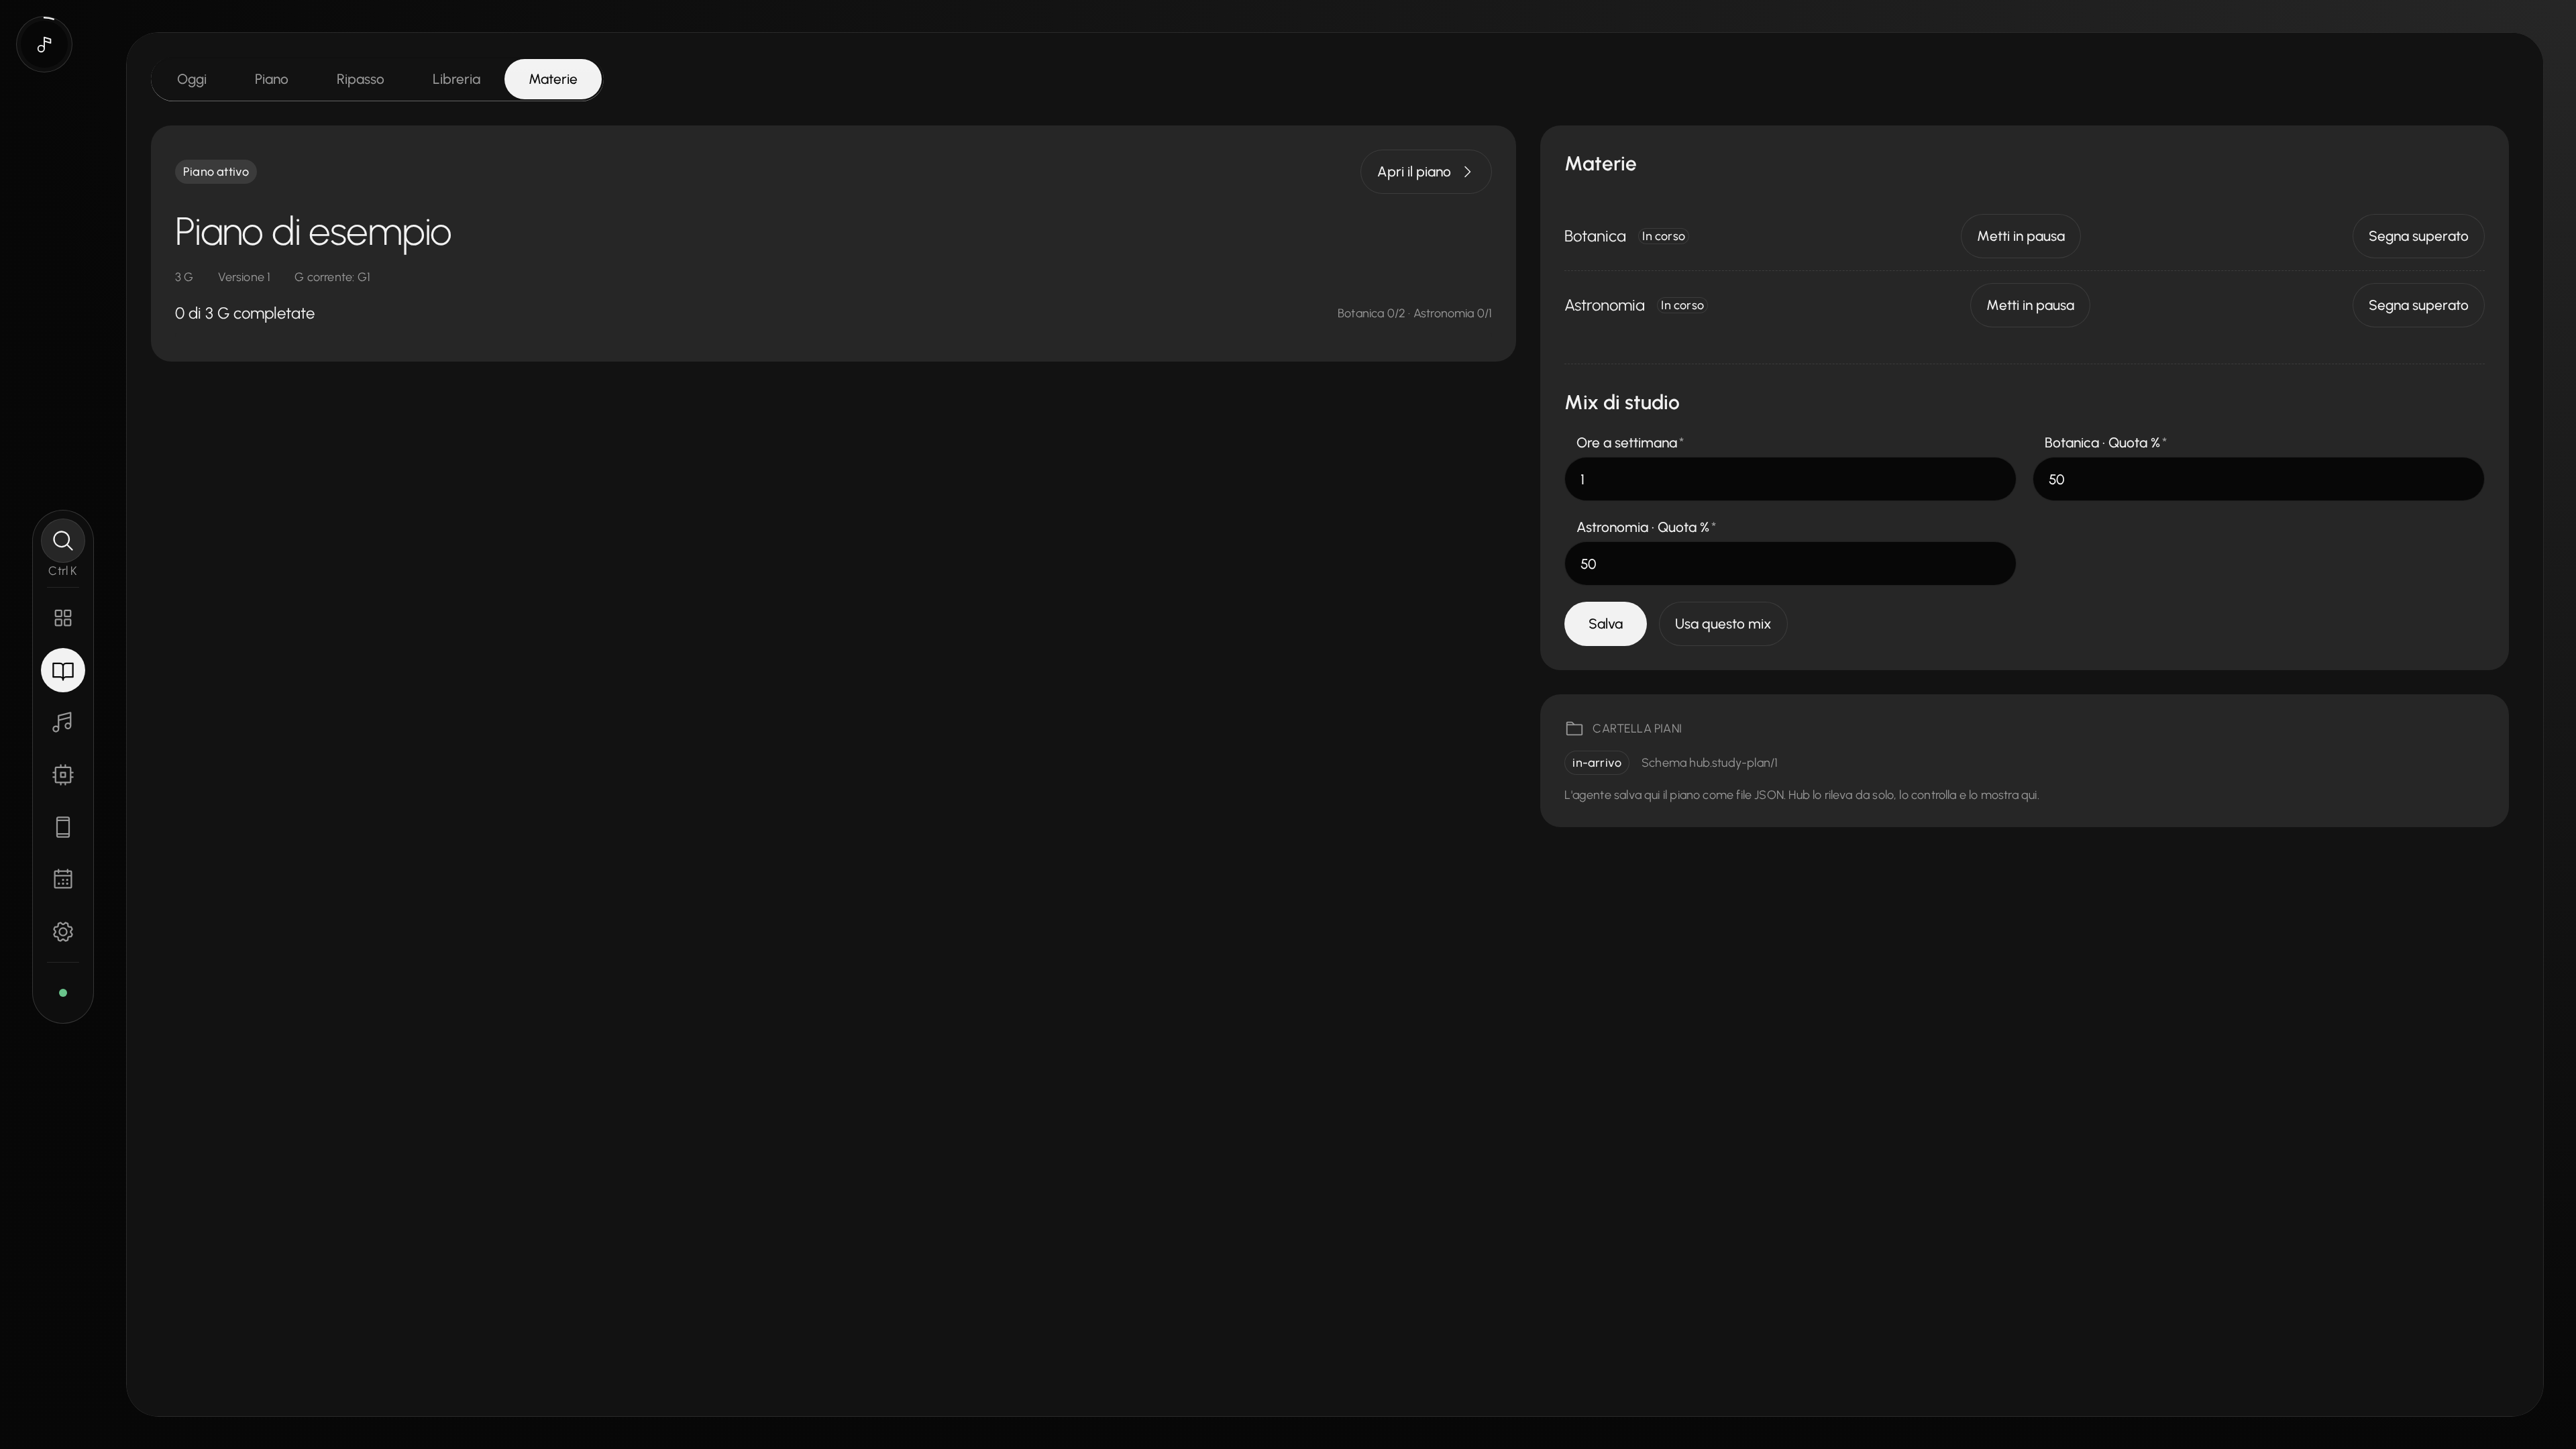 Oggi Piano Ripasso Libreria Materie
Piano attivo
Apri il piano
Piano di esempio
3 G Versione 1 G corrente: G1
0 di 3 G completate
Botanica 0/2 · Astronomia 0/1
Materie
Botanica In corso Metti in pausa Segna superato
Astronomia In corso Metti in pausa Segna superato
Mix di studio
Ore a settimana* Botanica · Quota %*
1 50
Astronomia · Quota %*
50
Salva Usa questo mix
CARTELLA PIANI
in-arrivo Schema hub.study-plan/1
L'agente salva qui il piano come file JSON. Hub lo rileva da solo, lo controlla e lo mostra qui.
Ctrl K